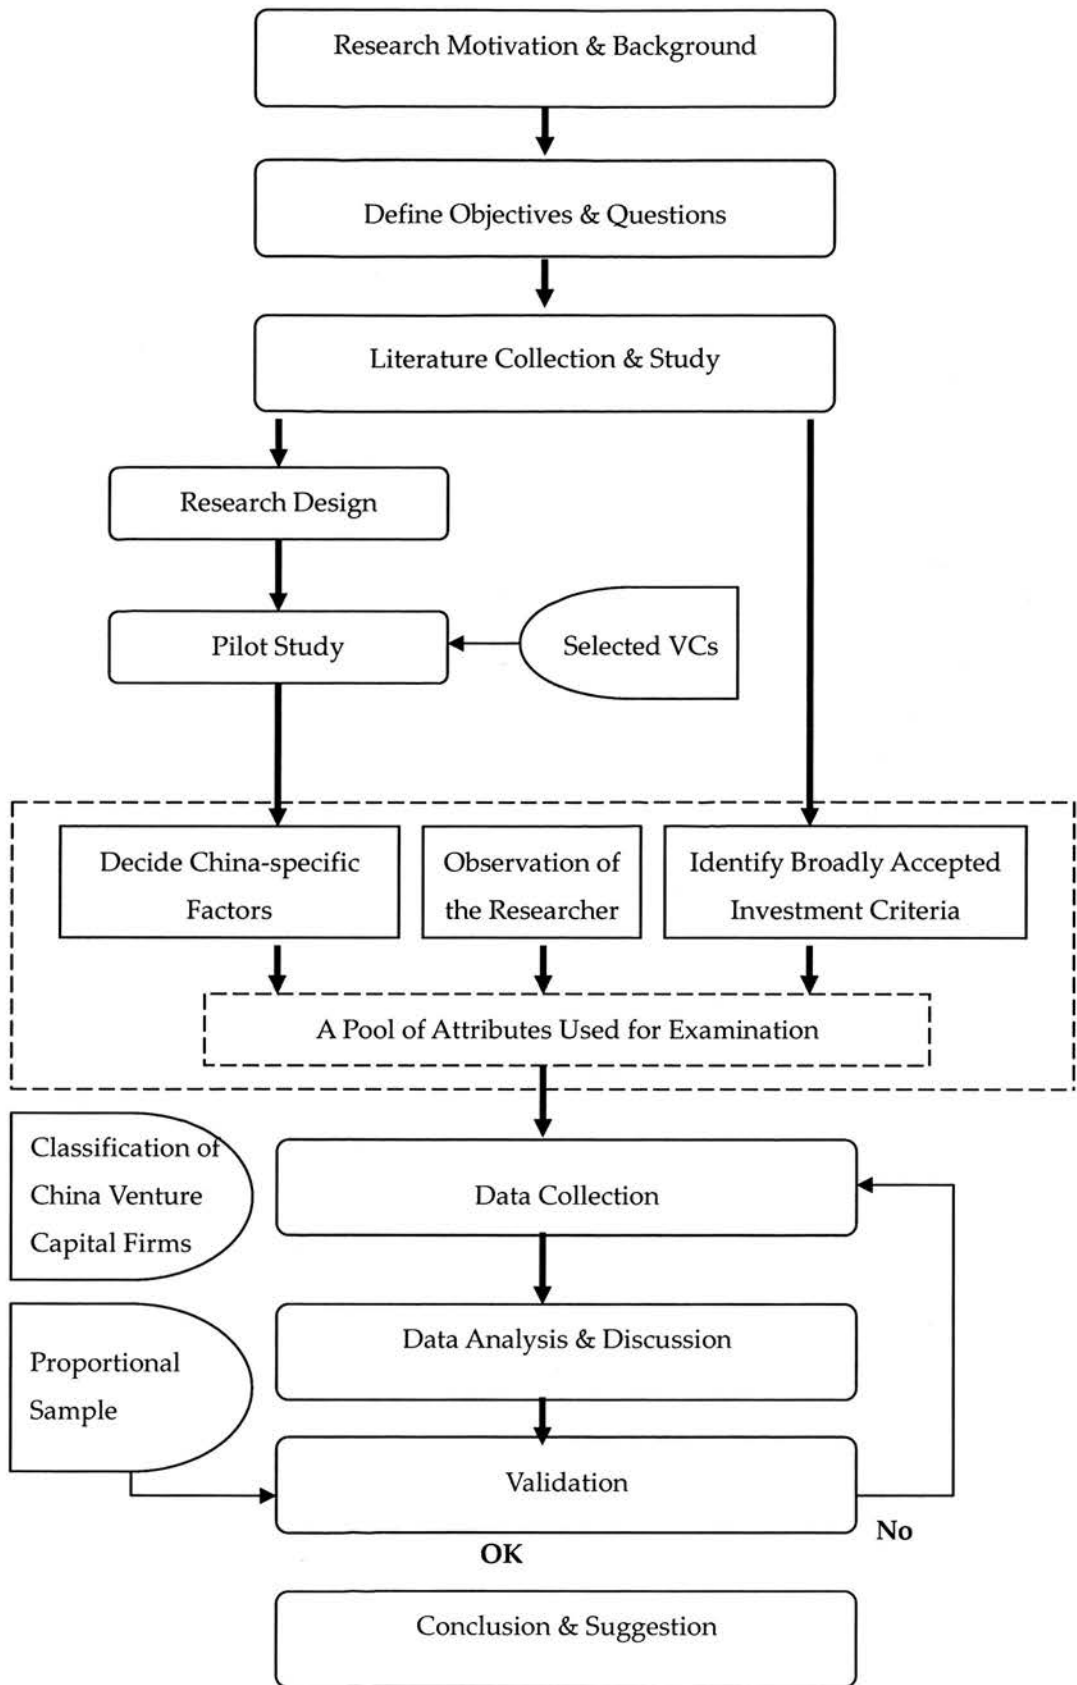 Research Motivation & Background
Define Objectives & Questions
Literature Collection & Study
Research Design
Pilot Study
Selected VCs
Decide China-specific
Factors
Observation of
the Researcher
Identify Broadly Accepted
Investment Criteria
A Pool of Attributes Used for Examination
Classification of
China Venture
Capital Firms
Data Collection
Data Analysis & Discussion
Proportional
Sample
Validation
No
OK
Conclusion & Suggestion